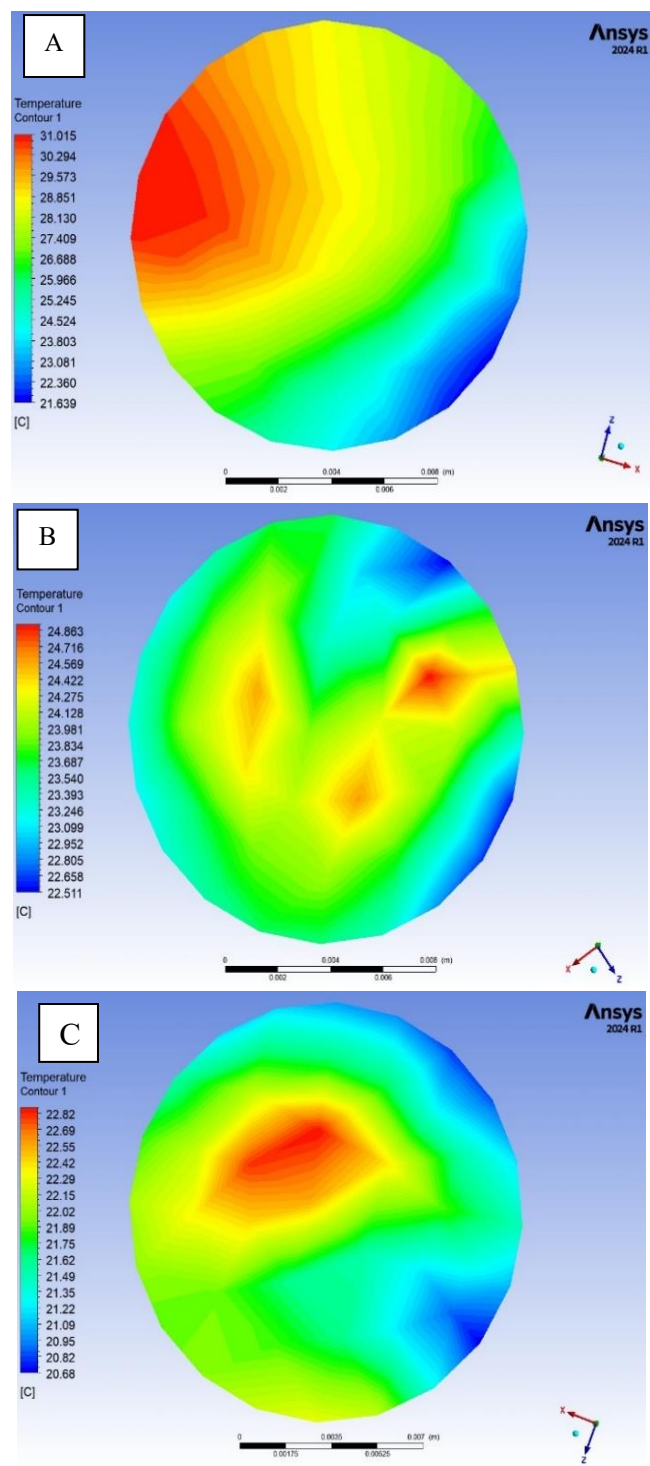 A
Ansys
2024 R1
Temperature
Contour 1
31.015
30.294
29.573
28.851
28.130
27.409
26.688
25.966
25.245
24.524
23.803
23.081
22.360
21.639
[C]
Z
X
0 0.004 0.008 (m)
0.002 0.006
B
Ansys
2024 R1
Temperature
Contour 1
24.863
24.716
24.569
24.422
24.275
24.128
23.981
23.834
23.687
23.540
23.393
23.246
23.099
22.952
22.805
22.658
22.511
[C]
X
Z
0 0.004 0.008 (m)
0.002 0.006
C
Ansys
2024 R1
Temperature
Contour 1
22.82
22.69
22.55
22.42
22.29
22.15
22.02
21.89
21.75
21.62
21.49
21.35
21.22
21.09
20.95
20.82
20.68
[C]
X
Z
0 0.0035 0.007 (m)
0.00175 0.00525